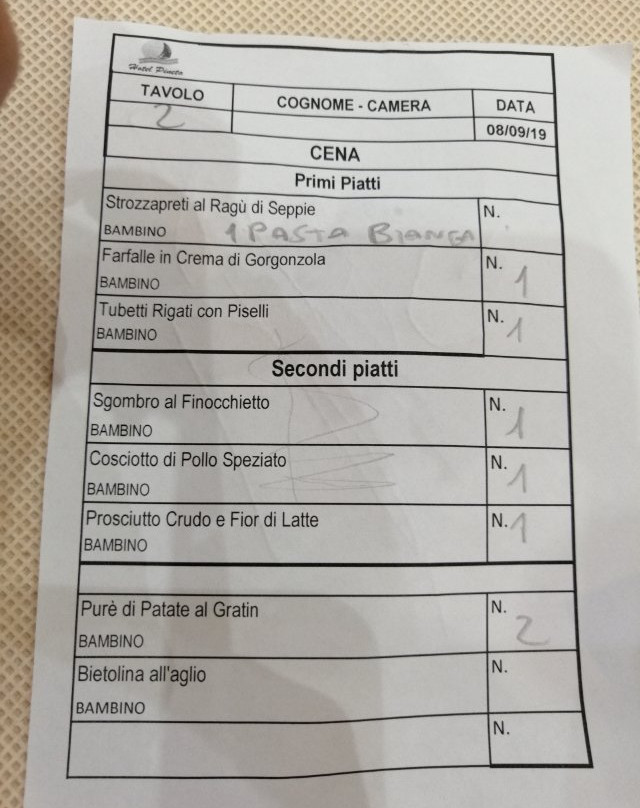 Hotel Pineta
TAVOLO COGNOME - CAMERA DATA
2 08/09/19
CENA
Primi Piatti
Strozzapreti al Ragù di Seppie N.
BAMBINO 1 PASTA BIANCA
Farfalle in Crema di Gorgonzola N. 1
BAMBINO
Tubetti Rigati con Piselli N. 1
BAMBINO
Secondi piatti
Sgombro al Finocchietto N. 1
BAMBINO
Cosciotto di Pollo Speziato N. 1
BAMBINO
Prosciutto Crudo e Fior di Latte N. 1
BAMBINO
Purè di Patate al Gratin N. 2
BAMBINO
Bietolina all'aglio N.
BAMBINO
N.